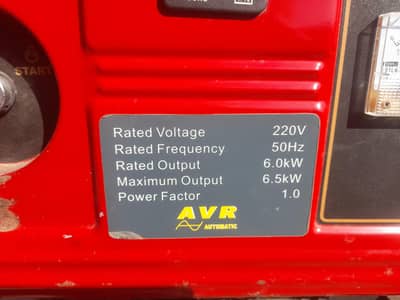 START
Rated Voltage 220V
Rated Frequency 50Hz
Rated Output 6.0kW
Maximum Output 6.5kW
Power Factor 1.0
AVR
AUTOMATIC